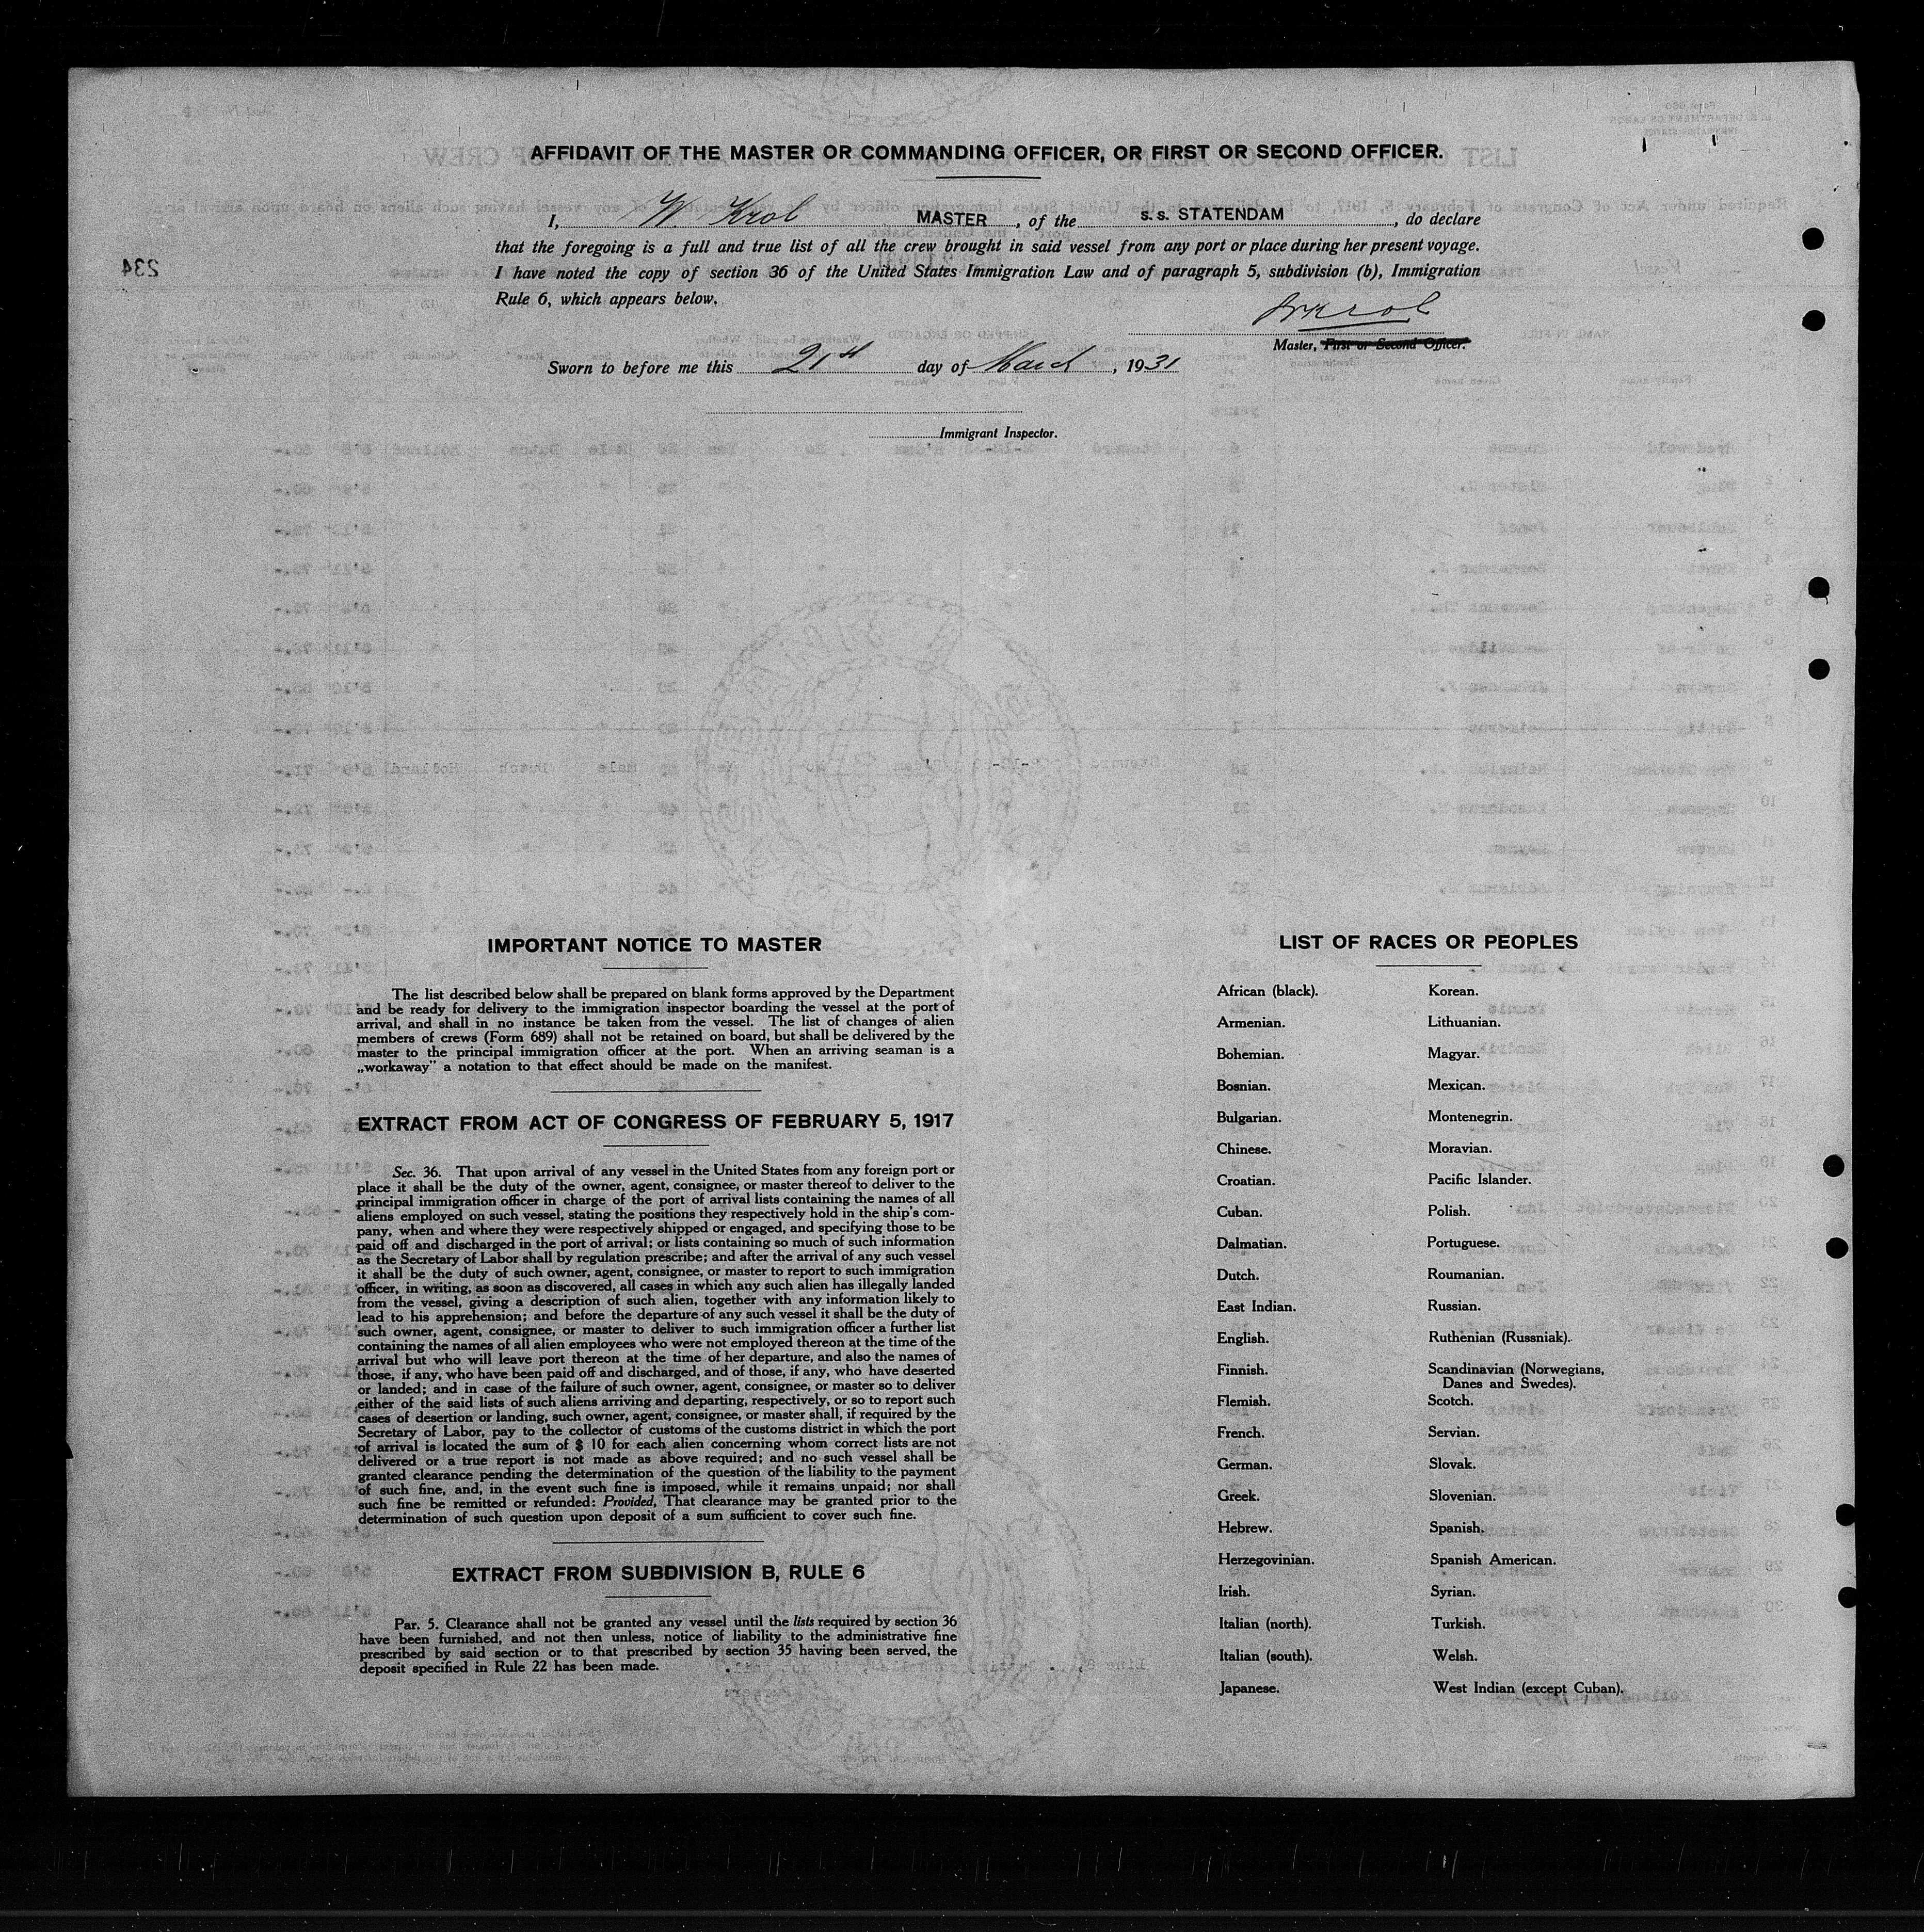 AFFIDAVIT OF THE MASTER OR COMMANDING OFFICER, OR FIRST OR SECOND OFFICER.
I, W. Krol MASTER, of the s. s. STATENDAM, do declare
that the foregoing is a full and true list of all the crew brought in said vessel from any port or place during her present voyage.
I have noted the copy of section 36 of the United States Immigration Law and of paragraph 5, subdivision (b), Immigration
Rule 6, which appears below.
234
WKrol
Master, First or Second Officer.
Sworn to before me this 21st day of March, 1931
Immigrant Inspector.
IMPORTANT NOTICE TO MASTER
The list described below shall be prepared on blank forms approved by the Department
and be ready for delivery to the immigration inspector boarding the vessel at the port of
arrival, and shall in no instance be taken from the vessel. The list of changes of alien
members of crews (Form 689) shall not be retained on board, but shall be delivered by the
master to the principal immigration officer at the port. When an arriving seaman is a
„workaway” a notation to that effect should be made on the manifest.
EXTRACT FROM ACT OF CONGRESS OF FEBRUARY 5, 1917
Sec. 36. That upon arrival of any vessel in the United States from any foreign port or
place it shall be the duty of the owner, agent, consignee, or master thereof to deliver to the
principal immigration officer in charge of the port of arrival lists containing the names of all
aliens employed on such vessel, stating the positions they respectively hold in the ship's com-
pany, when and where they were respectively shipped or engaged, and specifying those to be
paid off and discharged in the port of arrival; or lists containing so much of such information
as the Secretary of Labor shall by regulation prescribe; and after the arrival of any such vessel
it shall be the duty of such owner, agent, consignee, or master to report to such immigration
officer, in writing, as soon as discovered, all cases in which any such alien has illegally landed
from the vessel, giving a description of such alien, together with any information likely to
lead to his apprehension; and before the departure of any such vessel it shall be the duty of
such owner, agent, consignee, or master to deliver to such immigration officer a further list
containing the names of all alien employees who were not employed thereon at the time of the
arrival but who will leave port thereon at the time of her departure, and also the names of
those, if any, who have been paid off and discharged, and of those, if any, who have deserted
or landed; and in case of the failure of such owner, agent, consignee, or master so to deliver
either of the said lists of such aliens arriving and departing, respectively, or so to report such
cases of desertion or landing, such owner, agent, consignee, or master shall, if required by the
Secretary of Labor, pay to the collector of customs of the customs district in which the port
of arrival is located the sum of $ 10 for each alien concerning whom correct lists are not
delivered or a true report is not made as above required; and no such vessel shall be
granted clearance pending the determination of the question of the liability to the payment
of such fine, and, in the event such fine is imposed, while it remains unpaid; nor shall
such fine be remitted or refunded: Provided, That clearance may be granted prior to the
determination of such question upon deposit of a sum sufficient to cover such fine.
EXTRACT FROM SUBDIVISION B, RULE 6
Par. 5. Clearance shall not be granted any vessel until the lists required by section 36
have been furnished, and not then unless, notice of liability to the administrative fine
prescribed by said section or to that prescribed by section 35 having been served, the
deposit specified in Rule 22 has been made.
LIST OF RACES OR PEOPLES
African (black).
Armenian.
Bohemian.
Bosnian.
Bulgarian.
Chinese.
Croatian.
Cuban.
Dalmatian.
Dutch.
East Indian.
English.
Finnish.
Flemish.
French.
German.
Greek.
Hebrew.
Herzegovinian.
Irish.
Italian (north).
Italian (south).
Japanese.
Korean.
Lithuanian.
Magyar.
Mexican.
Montenegrin.
Moravian.
Pacific Islander.
Polish.
Portuguese.
Roumanian.
Russian.
Ruthenian (Russniak).
Scandinavian (Norwegians,
Danes and Swedes).
Scotch.
Servian.
Slovak.
Slovenian.
Spanish.
Spanish American.
Syrian.
Turkish.
Welsh.
West Indian (except Cuban).